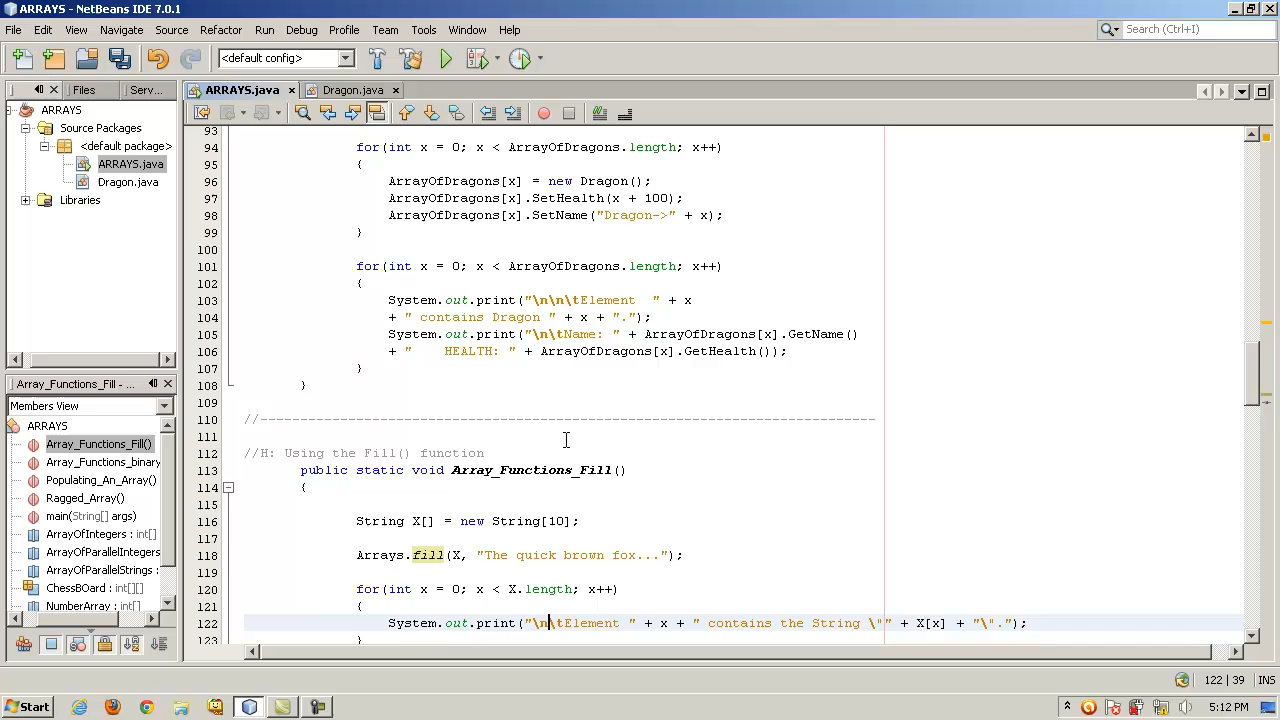 ARRAYS - NetBeans IDE 7.0.1
File Edit View Navigate Source Refactor Run Debug Profile Team Tools Window Help
Search (Ctrl+I)
<default config>
Files Serv...
ARRAYS.java Dragon.java
ARRAYS
Source Packages
<default package>
ARRAYS.java
Dragon.java
Libraries
Array_Functions_Fill - ...
Members View
ARRAYS
Array_Functions_Fill()
Array_Functions_binary
Populating_An_Array()
Ragged_Array()
main(String[] args)
ArrayOfIntegers : int[]
ArrayOfParallelIntegers
ArrayOfParallelStrings :
ChessBOard : int[][]
NumberArray : int[]
93
94 for(int x = 0; x < ArrayOfDragons.length; x++)
95 {
96 ArrayOfDragons[x] = new Dragon();
97 ArrayOfDragons[x].SetHealth(x + 100);
98 ArrayOfDragons[x].SetName("Dragon->" + x);
99 }
100
101 for(int x = 0; x < ArrayOfDragons.length; x++)
102 {
103 System.out.print("\n\n\tElement  " + x
104 + " contains Dragon " + x + ".");
105 System.out.print("\n\tName: " + ArrayOfDragons[x].GetName()
106 + "    HEALTH: " + ArrayOfDragons[x].GetHealth());
107 }
108 }
109
110 //-----------------------------------------------------------------------------
111
112 //H: Using the Fill() function
113 public static void Array_Functions_Fill()
114 {
115
116 String X[] = new String[10];
117
118 Arrays.fill(X, "The quick brown fox...");
119
120 for(int x = 0; x < X.length; x++)
121 {
122 System.out.print("\n\tElement " + x + " contains the String \"" + X[x] + "\".");
123 }
122 | 39 INS
Start
5:12 PM